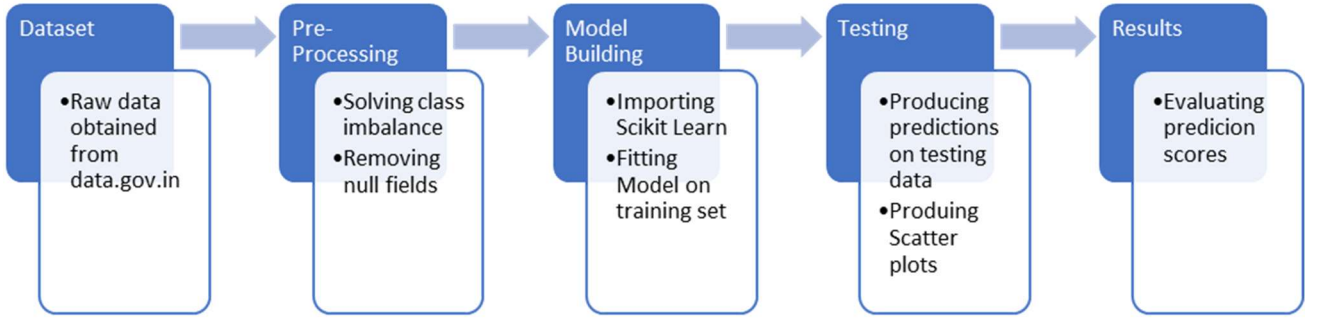 Dataset
•Raw data
obtained
from
data.gov.in
Pre-
Processing
•Solving class
imbalance
•Removing
null fields
Model
Building
•Importing
Scikit Learn
•Fitting
Model on
training set
Testing
•Producing
predictions
on testing
data
•Produing
Scatter
plots
Results
•Evaluating
predicion
scores